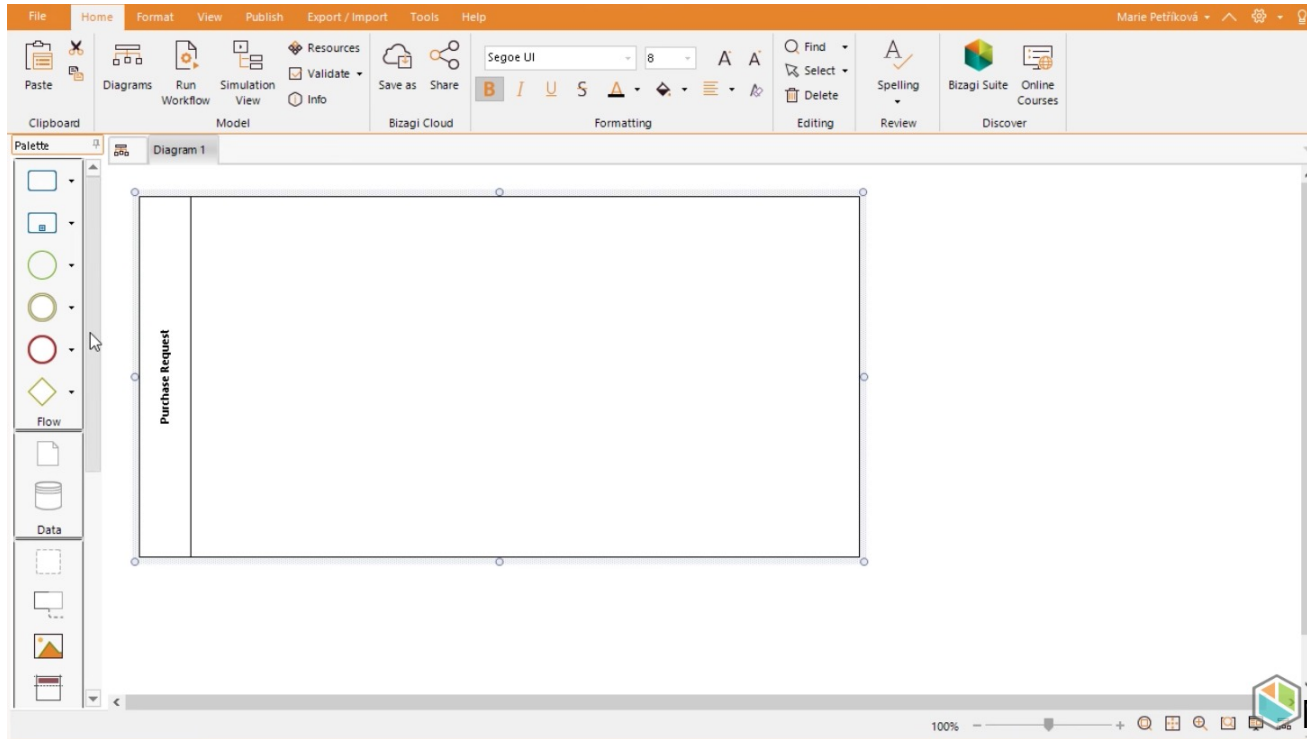 File Home Format View Publish Export / Import Tools Help Marie Petříková
Paste
Clipboard
Diagrams
Run Workflow
Simulation View
Resources
Validate
Info
Model
Save as Share
Bizagi Cloud
Segoe UI 8
B I U S A A A
Formatting
Find
Select
Delete
Editing
Spelling
Review
Bizagi Suite
Online Courses
Discover
Palette
Diagram 1
Flow
Data
Purchase Request
100%